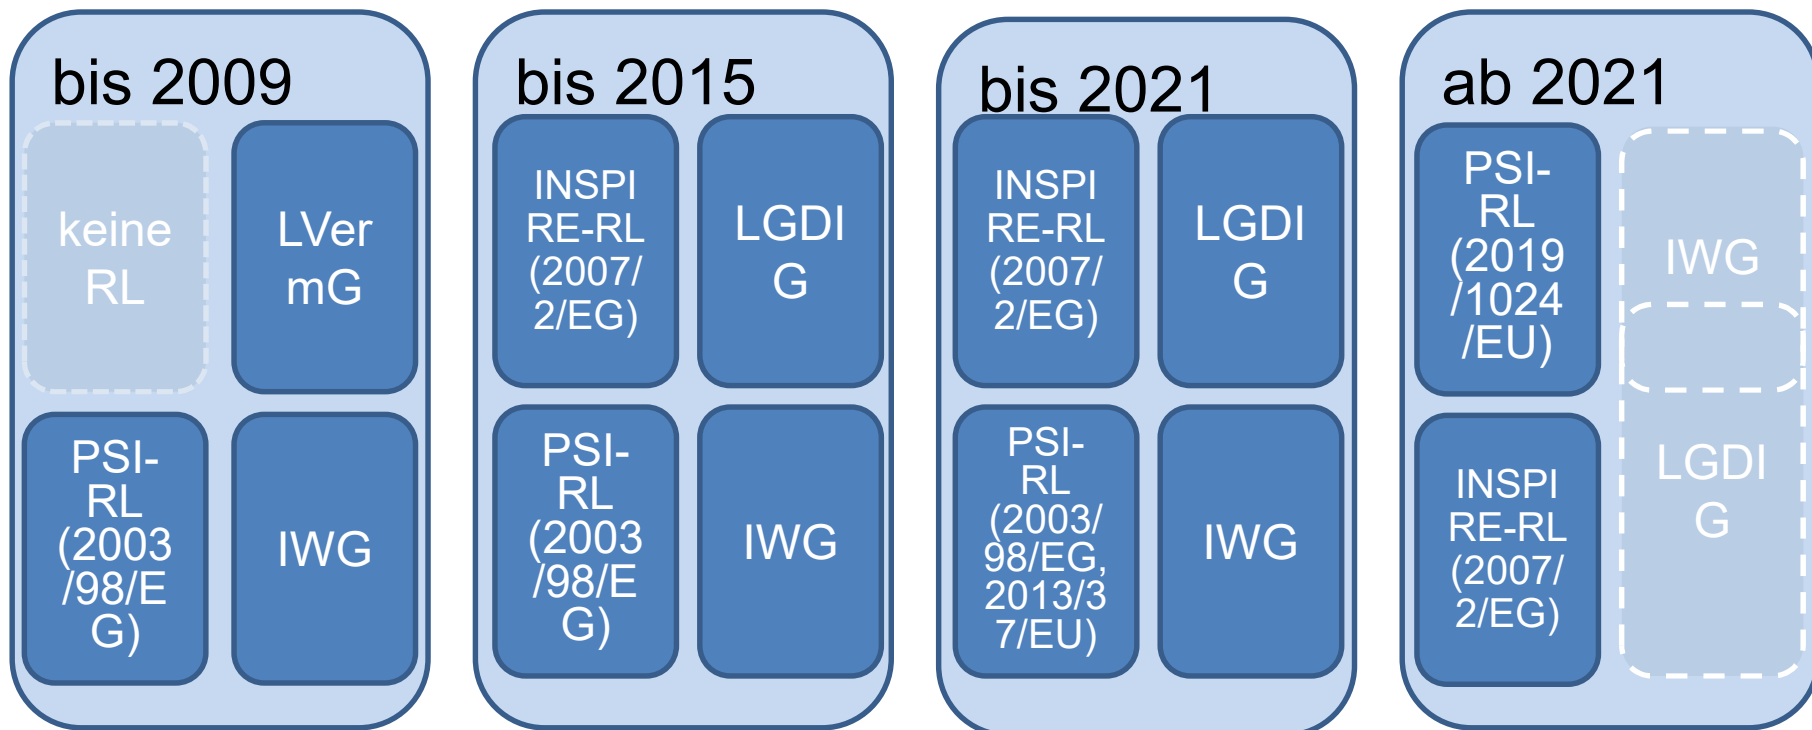 bis 2009
keine
RL
LVer
mG
PSI-
RL
(2003
/98/E
G)
IWG
bis 2015
INSPI
RE-RL
(2007/
2/EG)
LGDI
G
PSI-
RL
(2003
/98/E
G)
IWG
bis 2021
INSPI
RE-RL
(2007/
2/EG)
LGDI
G
PSI-
RL
(2003/
98/EG,
2013/3
7/EU)
IWG
ab 2021
PSI-
RL
(2019
/1024
/EU)
IWG
INSPI
RE-RL
(2007/
2/EG)
LGDI
G